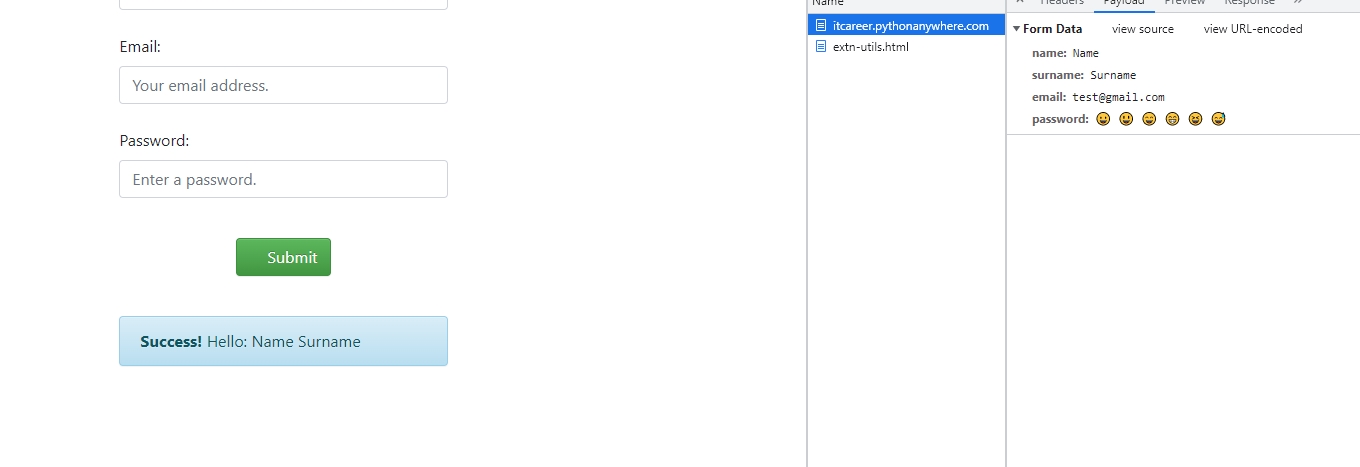 Email:
Your email address.
Password:
Enter a password.
Submit
Success! Hello: Name Surname
Name
itcareer.pythonanywhere.com
extn-utils.html
Headers Payload Preview Response
Form Data view source view URL-encoded
name: Name
surname: Surname
email: test@gmail.com
password: 😀 😃 😄 😁 😆 😅